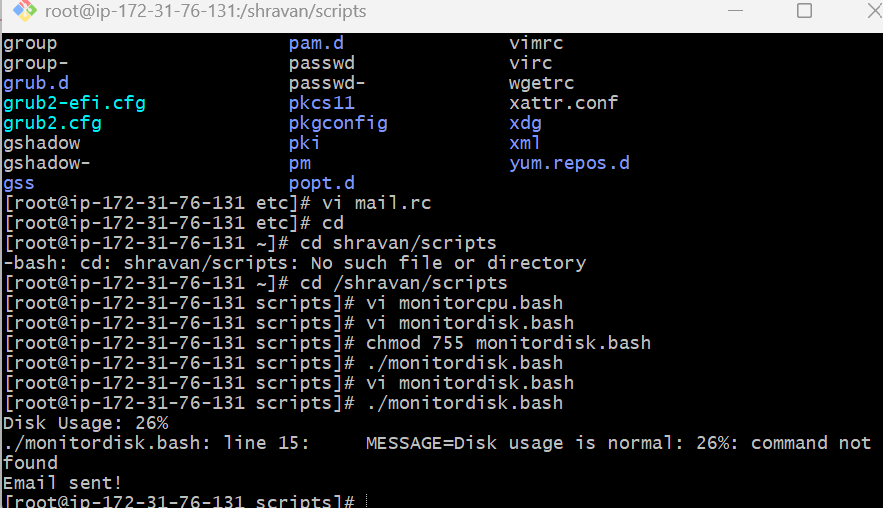 root@ip-172-31-76-131:/shravan/scripts
group pam.d vimrc
group- passwd virc
grub.d passwd- wgetrc
grub2-efi.cfg pkcs11 xattr.conf
grub2.cfg pkgconfig xdg
gshadow pki xml
gshadow- pm yum.repos.d
gss popt.d
[root@ip-172-31-76-131 etc]# vi mail.rc
[root@ip-172-31-76-131 etc]# cd
[root@ip-172-31-76-131 ~]# cd shravan/scripts
-bash: cd: shravan/scripts: No such file or directory
[root@ip-172-31-76-131 ~]# cd /shravan/scripts
[root@ip-172-31-76-131 scripts]# vi monitorcpu.bash
[root@ip-172-31-76-131 scripts]# vi monitordisk.bash
[root@ip-172-31-76-131 scripts]# chmod 755 monitordisk.bash
[root@ip-172-31-76-131 scripts]# ./monitordisk.bash
[root@ip-172-31-76-131 scripts]# vi monitordisk.bash
[root@ip-172-31-76-131 scripts]# ./monitordisk.bash
Disk Usage: 26%
./monitordisk.bash: line 15:     MESSAGE=Disk usage is normal: 26%: command not
found
Email sent!
[root@ip-172-31-76-131 scripts]#